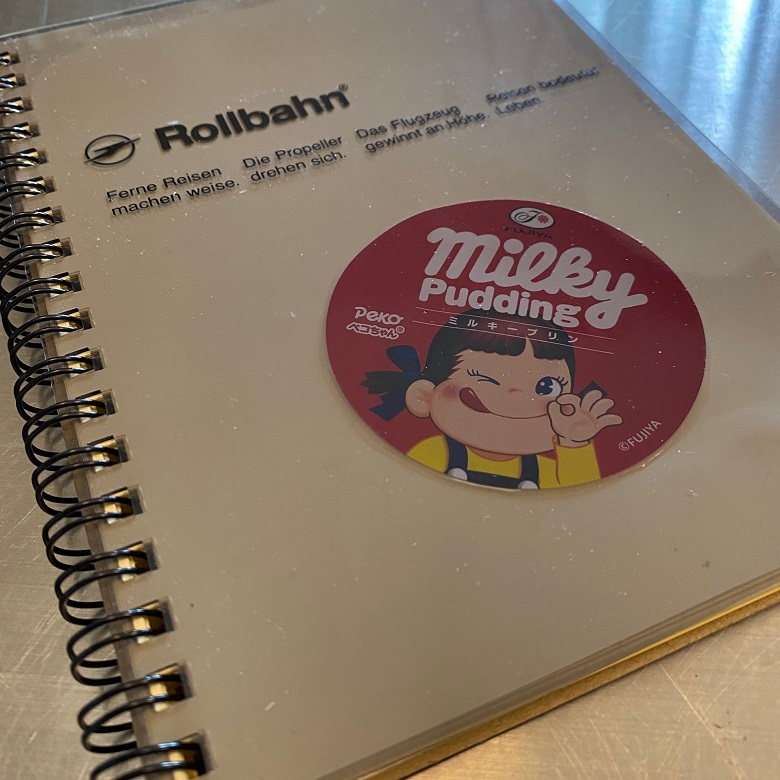 Rollbahn®
Ferne Reisen
machen weise.
Die Propeller
drehen sich.
Das Flugzeug
gewinnt an Höhe.
Reisen bedeutet
Leben.
FUJIYA
milky
Pudding
ミルキープリン
PEKO
ペコちゃん®
©FUJIYA